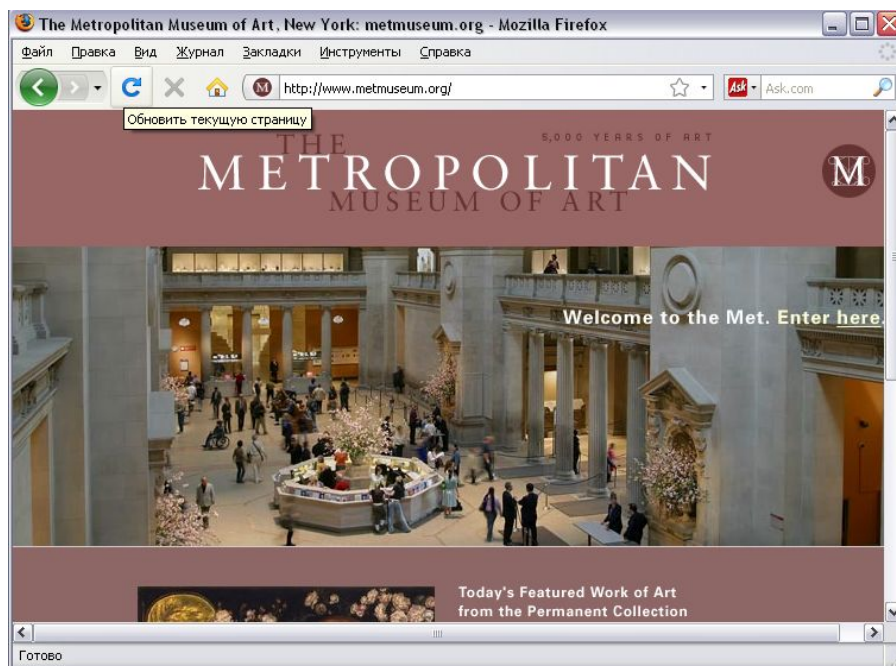 The Metropolitan Museum of Art, New York: metmuseum.org - Mozilla Firefox
Файл Правка Вид Журнал Закладки Инструменты Справка
http://www.metmuseum.org/ Ask Ask.com
Обновить текущую страницу
5,000 YEARS OF ART
THE
METROPOLITAN
MUSEUM OF ART
M
Welcome to the Met. Enter here.
Today's Featured Work of Art
from the Permanent Collection
Готово